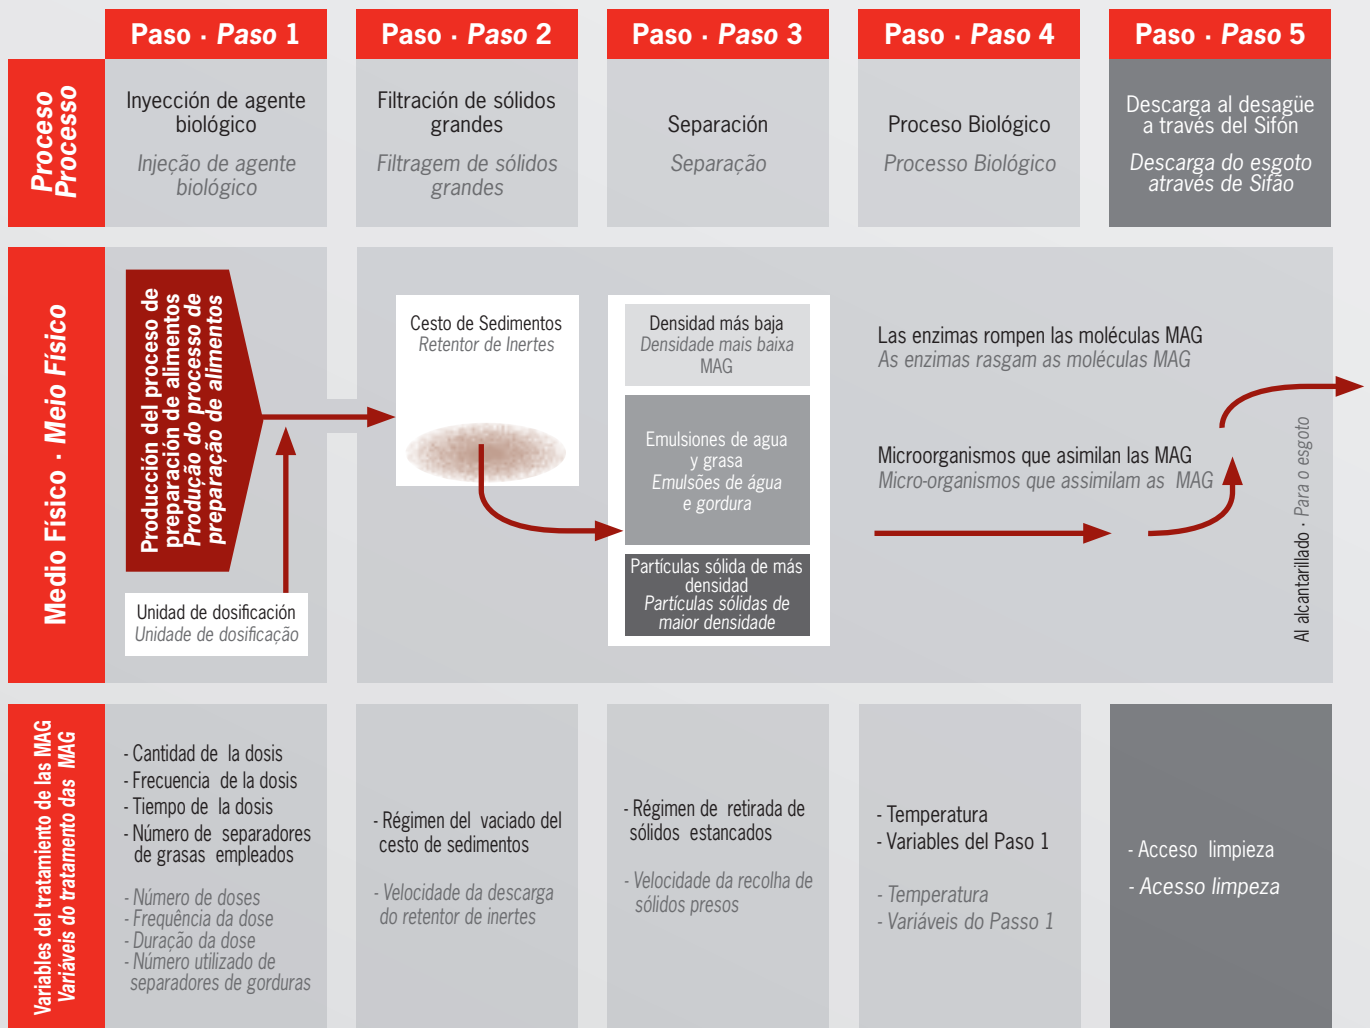 Paso · Paso 1
Paso · Paso 2
Paso · Paso 3
Paso · Paso 4
Paso · Paso 5
Proceso
Processo
Inyección de agente
biológico
Injeção de agente
biológico
Filtración de sólidos
grandes
Filtragem de sólidos
grandes
Separación
Separação
Proceso Biológico
Processo Biológico
Descarga al desagüe
a través del Sifón
Descarga do esgoto
através de Sifão
Medio Físico · Meio Físico
Producción del proceso de
preparación de alimentos
Produção do processo de
preparação de alimentos
Unidad de dosificación
Unidade de dosificação
Cesto de Sedimentos
Retentor de Inertes
Densidad más baja
Densidade mais baixa
MAG
Emulsiones de agua
y grasa
Emulsões de água
e gordura
Partículas sólida de más
densidad
Partículas sólidas de
maior densidade
Las enzimas rompen las moléculas MAG
As enzimas rasgam as moléculas MAG
Microorganismos que asimilan las MAG
Micro-organismos que assimilam as MAG
Al alcantarillado · Para o esgoto
Variables del tratamiento de las MAG
Variáveis do tratamento das MAG
- Cantidad de la dosis
- Frecuencia de la dosis
- Tiempo de la dosis
- Número de separadores
de grasas empleados
- Número de doses
- Frequência da dose
- Duração da dose
- Número utilizado de
separadores de gorduras
- Régimen del vaciado del
cesto de sedimentos
- Velocidade da descarga
do retentor de inertes
- Régimen de retirada de
sólidos estancados
- Velocidade da recolha de
sólidos presos
- Temperatura
- Variables del Paso 1
- Temperatura
- Variáveis do Passo 1
- Acceso limpieza
- Acesso limpeza